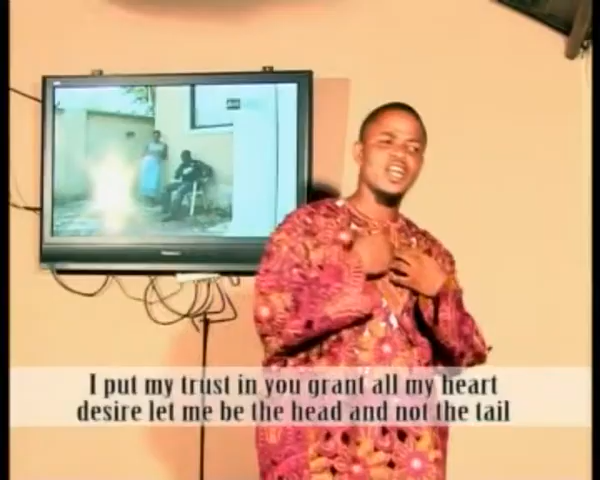 I put my trust in you grant all my heart
desire let me be the head and not the tail